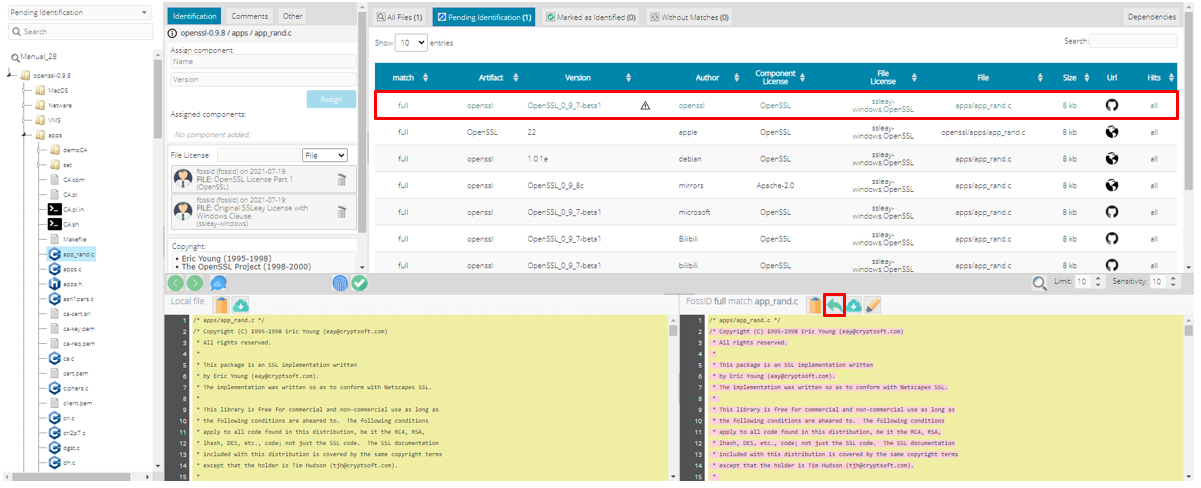 Pending Identification
Search
Manual_28
openssl-0.9.8
MacOS
Netware
VMS
apps
demoCA
set
CA.com
CA.pl
CA.pl.in
CA.sh
Makefile
app_rand.c
apps.c
apps.h
asn1pars.c
ca-cert.srl
ca-key.pem
ca-req.pem
ca.c
cert.pem
ciphers.c
client.pem
crl.c
crl2p7.c
dgst.c
dh.c
Identification Comments Other
openssl-0.9.8 / apps / app_rand.c
Assign component:
Name
Version
Assign
Assigned components:
No component added.
File License: File
fossid (fossid) on 2021-07-19:
FILE: OpenSSL License Part 1
(OpenSSL)
fossid (fossid) on 2021-07-19:
FILE: Original SSLeay License with
Windows Clause
(ssleay-windows)
Copyright:
• Eric Young (1995-1998)
• The OpenSSL Project (1998-2000)
All Files (1) Pending Identification (1) Marked as Identified (0) Without Matches (0) Dependencies
Show 10 entries Search:
match Artifact Version Author Component License File License File Size Url Hits
full openssl OpenSSL_0_9_7-beta1 openssl OpenSSL ssleay-windows,OpenSSL apps/app_rand.c 8 kb all
full OpenSSL 22 apple OpenSSL ssleay-windows,OpenSSL openssl/apps/app_rand.c 8 kb all
full openssl 1.0.1e debian OpenSSL ssleay-windows,OpenSSL apps/app_rand.c 8 kb all
full openssl OpenSSL_0_9_8c mirrors Apache-2.0 ssleay-windows,OpenSSL apps/app_rand.c 8 kb all
full openssl OpenSSL_0_9_7-beta1 microsoft OpenSSL ssleay-windows,OpenSSL apps/app_rand.c 8 kb all
full openssl OpenSSL_0_9_7-beta1 Bilibili OpenSSL ssleay-windows,OpenSSL apps/app_rand.c 8 kb all
full openssl OpenSSL_0_9_7-beta1 bilibili OpenSSL ssleay-windows,OpenSSL apps/app_rand.c 8 kb all
Limit: 10 Sensitivity: 10
Local file
1 /* apps/app_rand.c */
2 /* Copyright (C) 1995-1998 Eric Young (eay@cryptsoft.com)
3 * All rights reserved.
4 *
5 * This package is an SSL implementation written
6 * by Eric Young (eay@cryptsoft.com).
7 * The implementation was written so as to conform with Netscapes SSL.
8 *
9 * This library is free for commercial and non-commercial use as long as
10 * the following conditions are aheared to.  The following conditions
11 * apply to all code found in this distribution, be it the RC4, RSA,
12 * lhash, DES, etc., code; not just the SSL code.  The SSL documentation
13 * included with this distribution is covered by the same copyright terms
14 * except that the holder is Tim Hudson (tjh@cryptsoft.com).
15 *
FossID full match app_rand.c
1 /* apps/app_rand.c */
2 /* Copyright (C) 1995-1998 Eric Young (eay@cryptsoft.com)
3 * All rights reserved.
4 *
5 * This package is an SSL implementation written
6 * by Eric Young (eay@cryptsoft.com).
7 * The implementation was written so as to conform with Netscapes SSL.
8 *
9 * This library is free for commercial and non-commercial use as long as
10 * the following conditions are aheared to.  The following conditions
11 * apply to all code found in this distribution, be it the RC4, RSA,
12 * lhash, DES, etc., code; not just the SSL code.  The SSL documentation
13 * included with this distribution is covered by the same copyright terms
14 * except that the holder is Tim Hudson (tjh@cryptsoft.com).
15 *